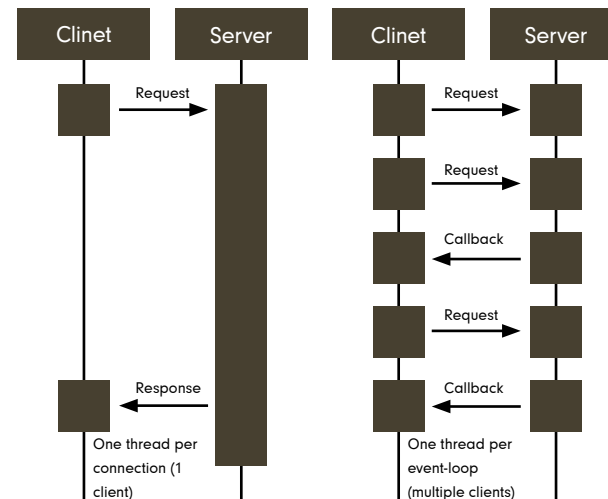 Clinet
Server
Request
Response
One thread per
connection (1
client)
Clinet
Server
Request
Request
Callback
Request
Callback
One thread per
event-loop
(multiple clients)